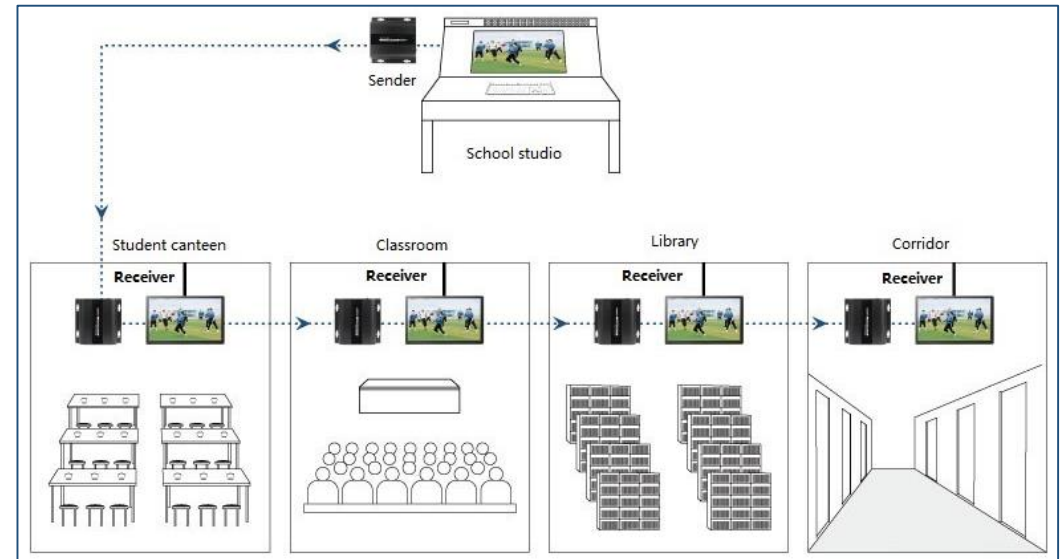 Sender
School studio
Student canteen
Classroom
Library
Corridor
Receiver
Receiver
Receiver
Receiver